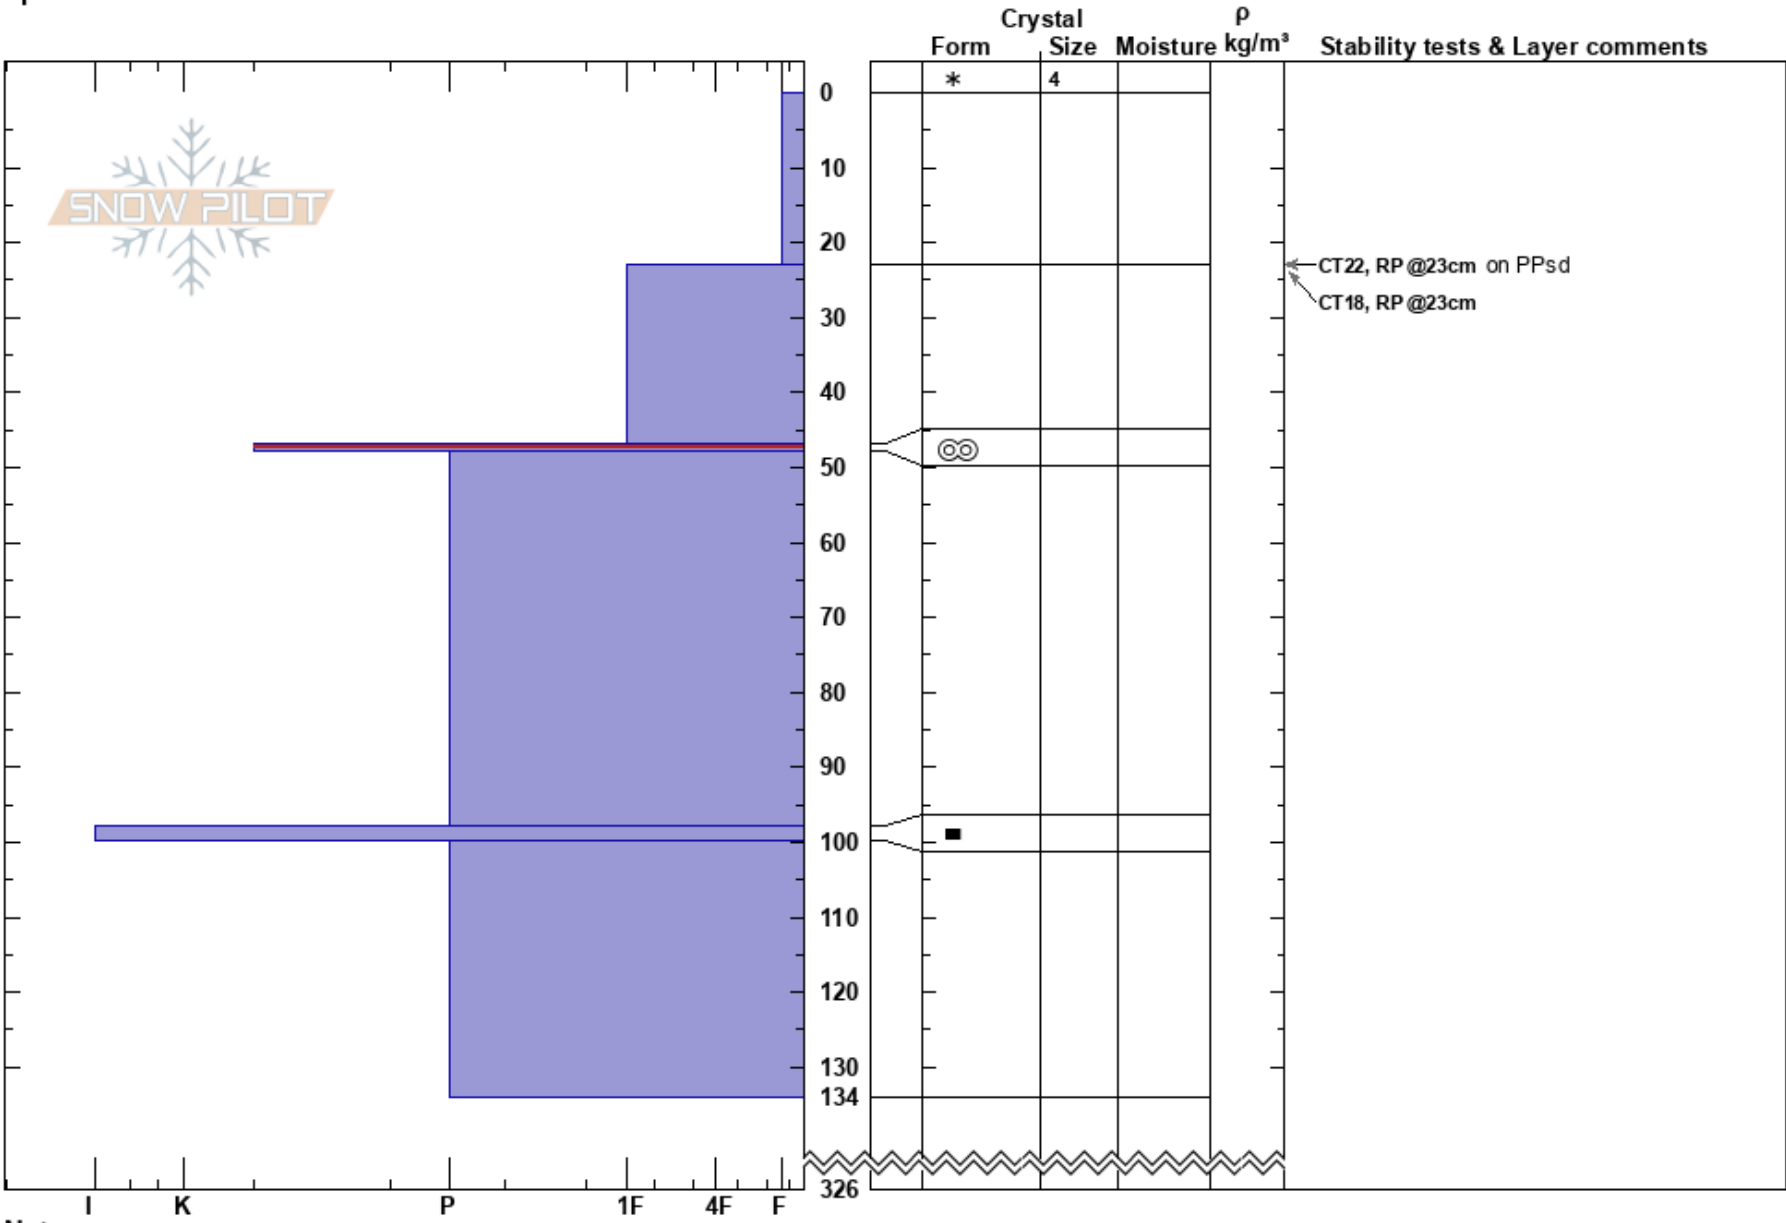 Crystal ρ
Form Size Moisture kg/m³ Stability tests & Layer comments
* 4
0
10
SNOW PILOT
20
CT22, RP @23cm on PPsd
CT18, RP @23cm
30
40
50
60
70
80
90
100
110
120
130
134
326
I K P 1F 4F F